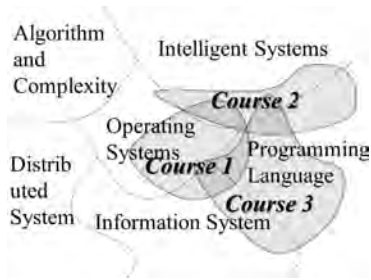 Algorithm
and
Complexity
Intelligent Systems
Course 2
Operating
Systems
Programming
Language
Course 1
Distrib
uted
System
Course 3
Information System